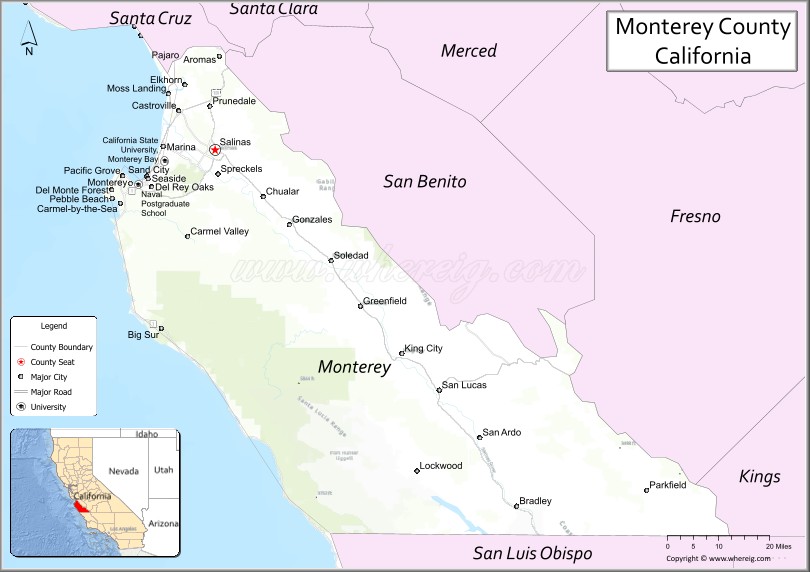 Santa Cruz
Santa Clara
Monterey County
California
Merced
N
Pajaro
Aromas
Elkhorn
Moss Landing
Prunedale
Castroville
California State
University,
Monterey Bay
Marina
Salinas
Pacific Grove
Sand City
Spreckels
Seaside
Monterey
Del Rey Oaks
Del Monte Forest
Naval
Postgraduate
School
Pebble Beach
Carmel-by-the-Sea
Chualar
San Benito
Fresno
Gonzales
Carmel Valley
Soledad
www.whereig.com
Greenfield
Big Sur
King City
Monterey
San Lucas
Santa Lucia Range
San Ardo
Lockwood
Parkfield
Kings
Bradley
San Luis Obispo
Legend
County Boundary
County Seat
Major City
Major Road
University
Idaho
Nevada
Utah
California
Los Angeles
Arizona
0 5 10 20 Miles
Copyright © www.whereig.com